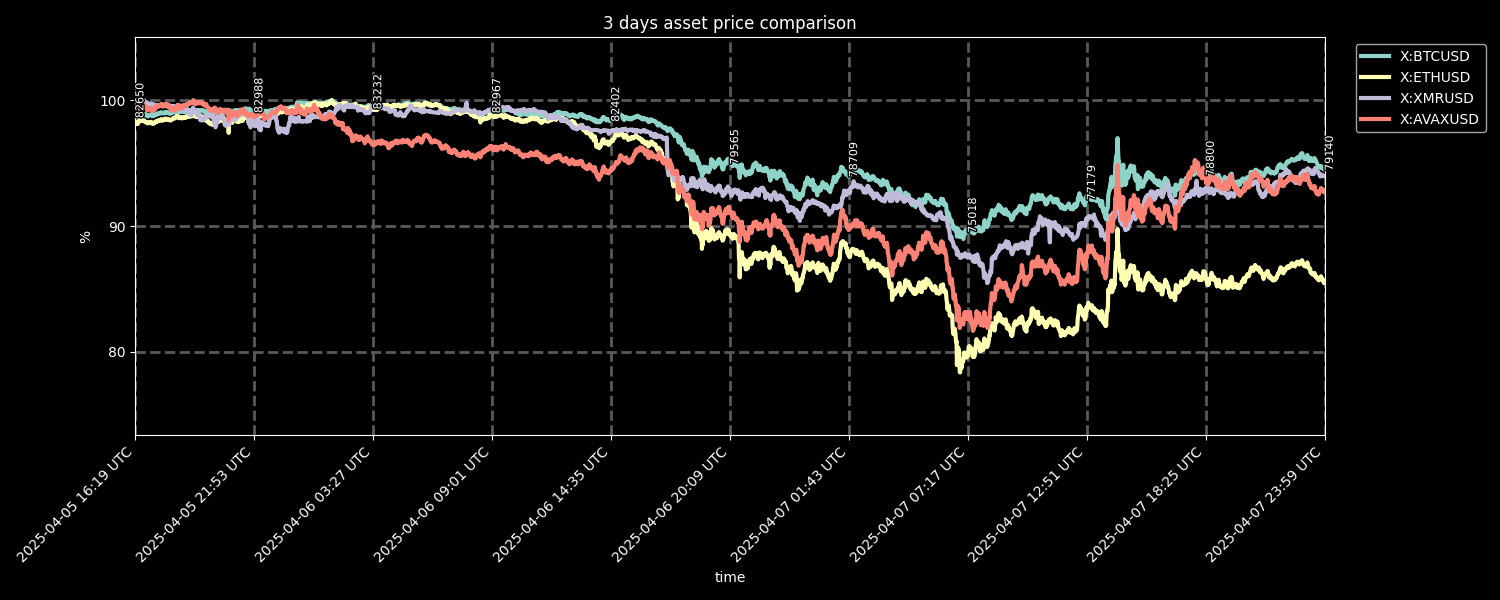 3 days asset price comparison
X:BTCUSD
X:ETHUSD
X:XMRUSD
X:AVAXUSD
100
90
80
%
82650
82988
83232
82967
82402
79565
78709
75018
77179
78800
79140
2025-04-05 16:19 UTC
2025-04-05 21:53 UTC
2025-04-06 03:27 UTC
2025-04-06 09:01 UTC
2025-04-06 14:35 UTC
2025-04-06 20:09 UTC
2025-04-07 01:43 UTC
2025-04-07 07:17 UTC
2025-04-07 12:51 UTC
2025-04-07 18:25 UTC
2025-04-07 23:59 UTC
time